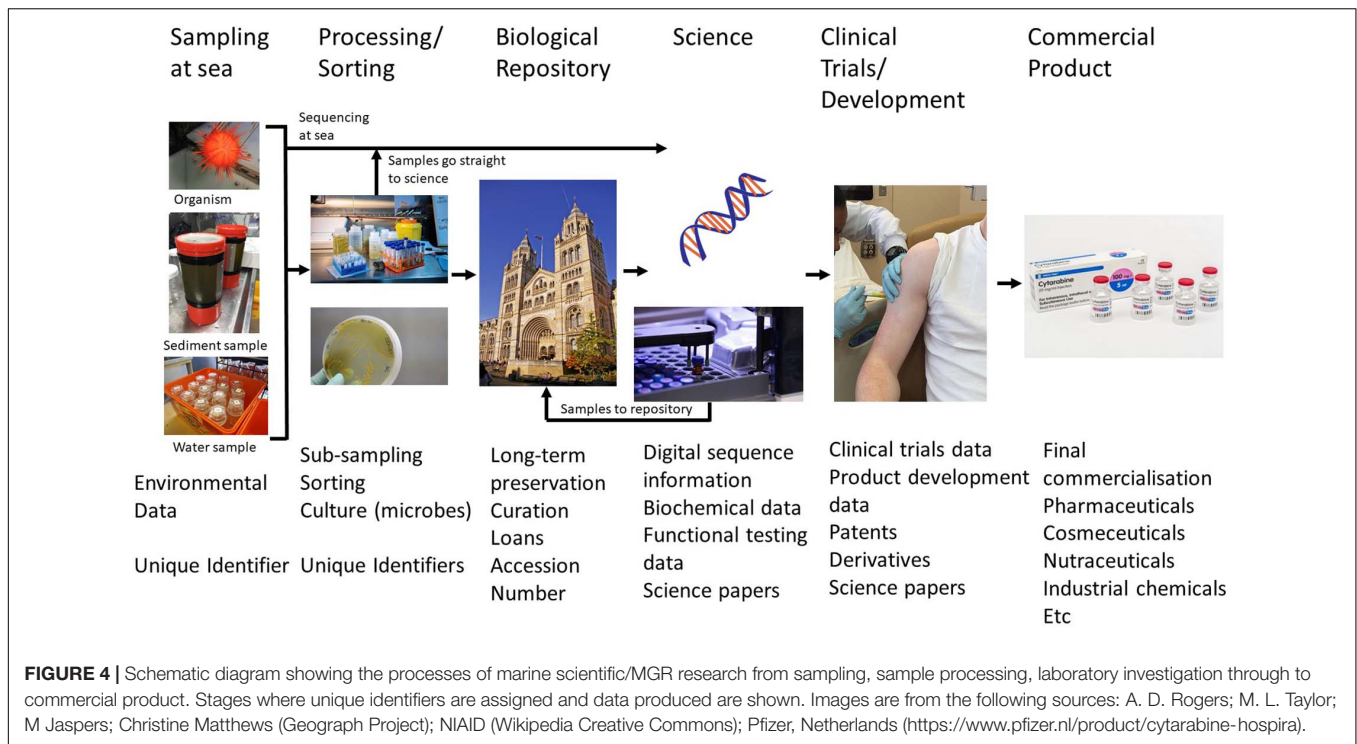 Sampling
at sea
Processing/
Sorting
Biological
Repository
Science
Clinical
Trials/
Development
Commercial
Product
Sequencing
at sea
Samples go straight
to science
Organism
Sediment sample
Water sample
Samples to repository
Cytarabine
100 mg
5 ml
Environmental
Data
Unique Identifier
Sub-sampling
Sorting
Culture (microbes)
Unique Identifiers
Long-term
preservation
Curation
Loans
Accession
Number
Digital sequence
information
Biochemical data
Functional testing
data
Science papers
Clinical trials data
Product development
data
Patents
Derivatives
Science papers
Final
commercialisation
Pharmaceuticals
Cosmeceuticals
Nutraceuticals
Industrial chemicals
Etc
FIGURE 4 | Schematic diagram showing the processes of marine scientific/MGR research from sampling, sample processing, laboratory investigation through to
commercial product. Stages where unique identifiers are assigned and data produced are shown. Images are from the following sources: A. D. Rogers; M. L. Taylor;
M Jaspers; Christine Matthews (Geograph Project); NIAID (Wikipedia Creative Commons); Pfizer, Netherlands (https://www.pfizer.nl/product/cytarabine-hospira).